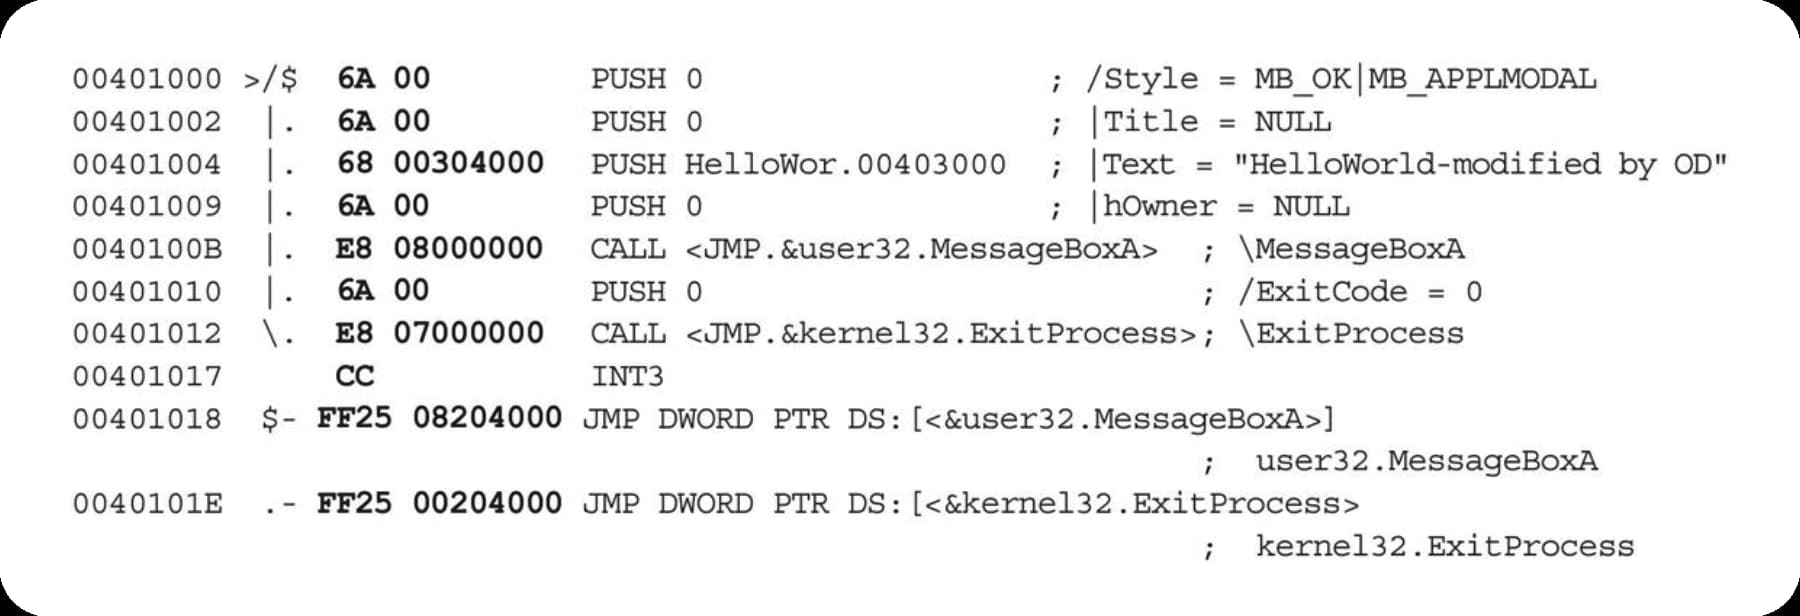 00401000 >/$ 6A 00 PUSH 0 ; /Style = MB_OK|MB_APPLMODAL
00401002 |. 6A 00 PUSH 0 ; |Title = NULL
00401004 |. 68 00304000 PUSH HelloWor.00403000 ; |Text = "HelloWorld-modified by OD"
00401009 |. 6A 00 PUSH 0 ; |hOwner = NULL
0040100B |. E8 08000000 CALL <JMP.&user32.MessageBoxA> ; \MessageBoxA
00401010 |. 6A 00 PUSH 0 ; /ExitCode = 0
00401012 \. E8 07000000 CALL <JMP.&kernel32.ExitProcess>; \ExitProcess
00401017 CC INT3
00401018 $- FF25 08204000 JMP DWORD PTR DS:[<&user32.MessageBoxA>]
; user32.MessageBoxA
0040101E .- FF25 00204000 JMP DWORD PTR DS:[<&kernel32.ExitProcess>
; kernel32.ExitProcess